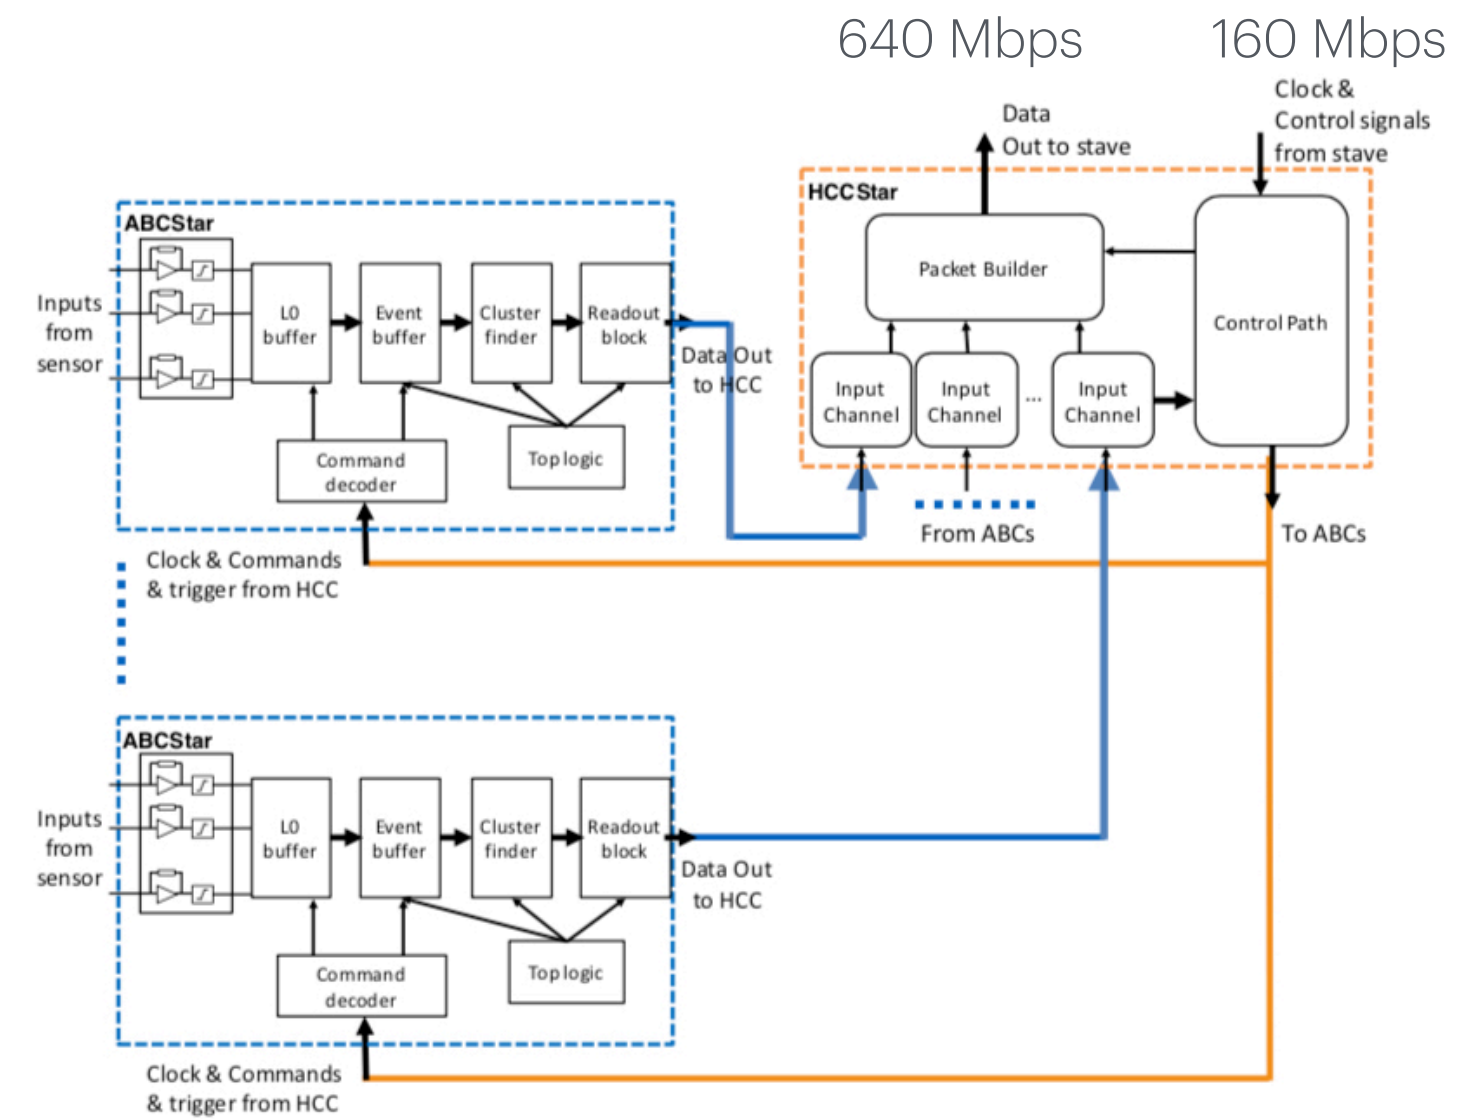 640 Mbps
160 Mbps
Clock &
Control signals
from stave
Data
Out to stave
HCCStar
Packet Builder
Control Path
Input
Channel
Input
Channel
...
Input
Channel
From ABCs
To ABCs
ABCStar
Inputs
from
sensor
L0
buffer
Event
buffer
Cluster
finder
Readout
block
Data Out
to HCC
Command
decoder
Top logic
Clock & Commands
& trigger from HCC
ABCStar
Inputs
from
sensor
L0
buffer
Event
buffer
Cluster
finder
Readout
block
Data Out
to HCC
Command
decoder
Top logic
Clock & Commands
& trigger from HCC